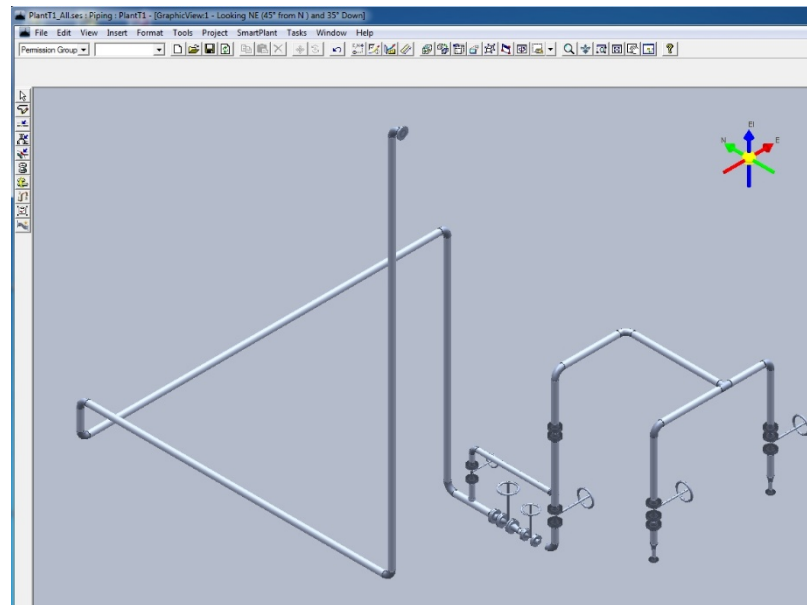 PlantT1_All.ses : Piping : PlantT1 - [GraphicView:1 - Looking NE (45° from N ) and 35° Down]
File Edit View Insert Format Tools Project SmartPlant Tasks Window Help
Permission Group
El
N E